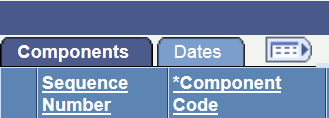 Components Dates
Sequence *Component
Number Code